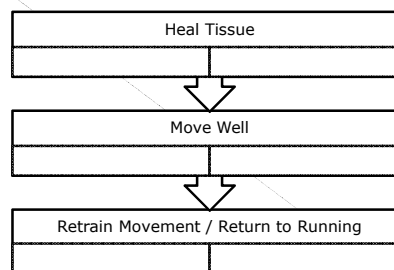 Heal Tissue
Move Well
Retrain Movement / Return to Running